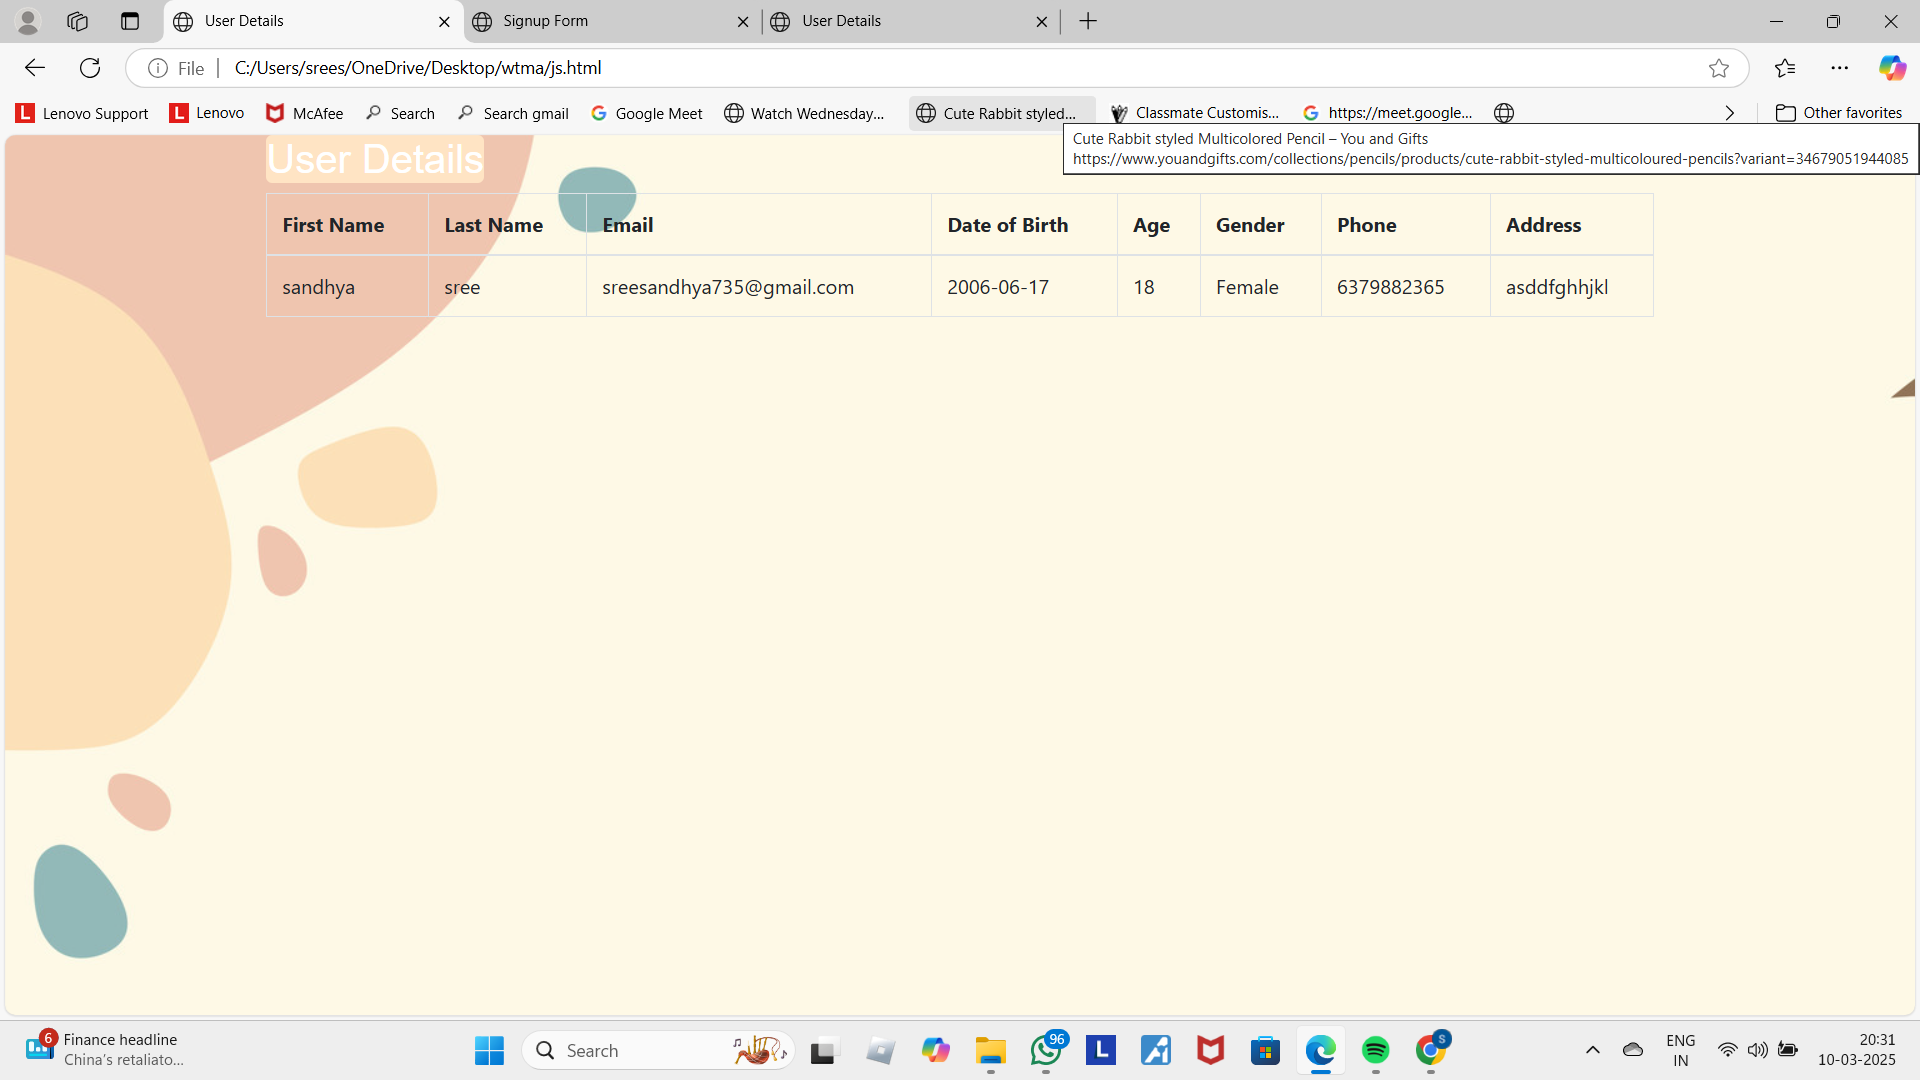 User Details
Signup Form
User Details
File
C:/Users/srees/OneDrive/Desktop/wtma/js.html
Lenovo Support
Lenovo
McAfee
Search
Search gmail
Google Meet
Watch Wednesday...
Cute Rabbit styled...
Classmate Customis...
https://meet.google...
Other favorites
Cute Rabbit styled Multicolored Pencil – You and Gifts
https://www.youandgifts.com/collections/pencils/products/cute-rabbit-styled-multicoloured-pencils?variant=34679051944085
User Details
First Name Last Name Email Date of Birth Age Gender Phone Address
sandhya sree sreesandhya735@gmail.com 2006-06-17 18 Female 6379882365 asddfghhjkl
6
Finance headline
China's retaliato...
Search
96
L
S
ENG
IN
20:31
10-03-2025